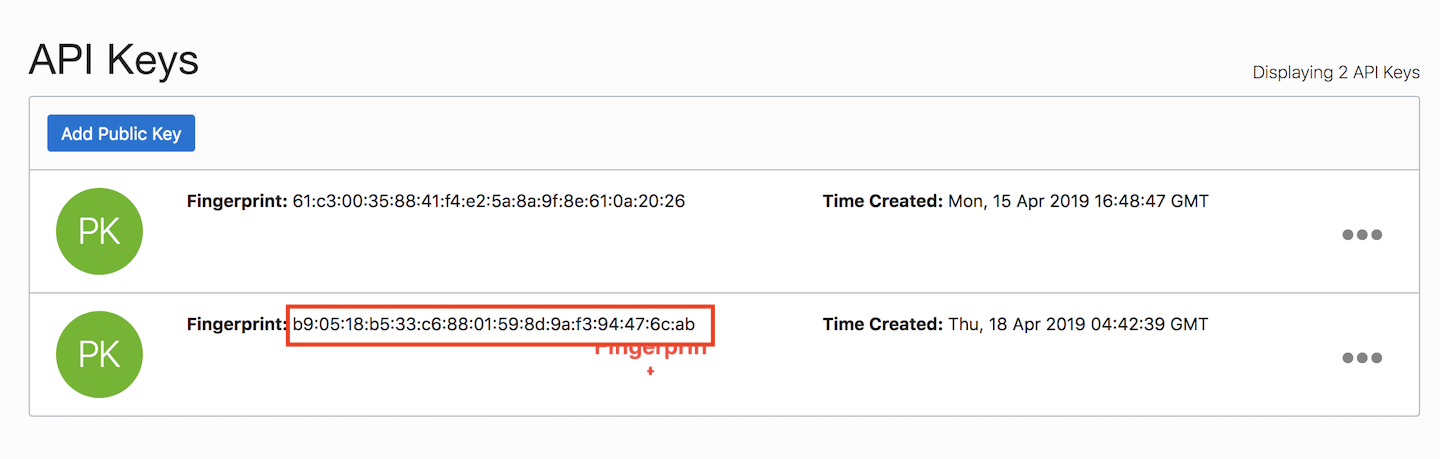 API Keys
Displaying 2 API Keys
Add Public Key
PK
Fingerprint: 61:c3:00:35:88:41:f4:e2:5a:8a:9f:8e:61:0a:20:26
Time Created: Mon, 15 Apr 2019 16:48:47 GMT
PK
Fingerprint: b9:05:18:b5:33:c6:88:01:59:8d:9a:f3:94:47:6c:ab
Time Created: Thu, 18 Apr 2019 04:42:39 GMT
Fingerprin
t